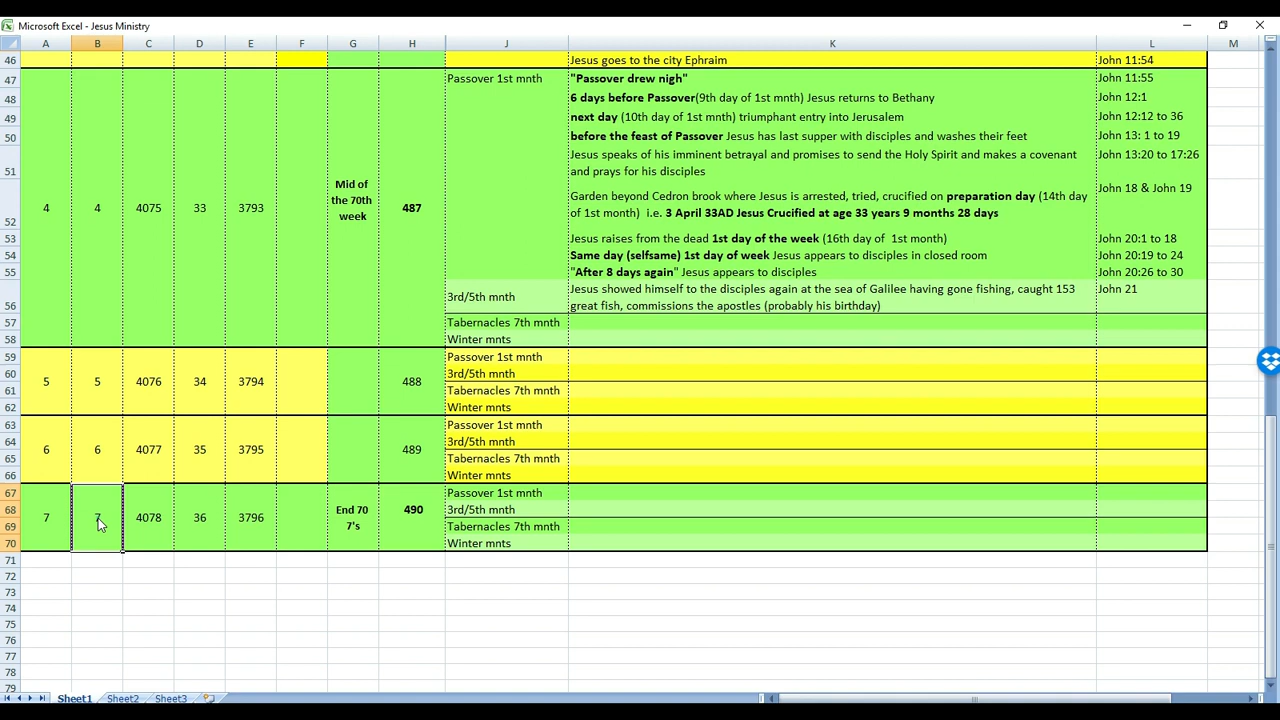 Microsoft Excel - Jesus Ministry
A B C D E F G H J K L M
46 Jesus goes to the city Ephraim John 11:54
47 Passover 1st mnth "Passover drew nigh" John 11:55
48 6 days before Passover(9th day of 1st mnth) Jesus returns to Bethany John 12:1
49 next day (10th day of 1st mnth) triumphant entry into Jerusalem John 12:12 to 36
50 before the feast of Passover Jesus has last supper with disciples and washes their feet John 13: 1 to 19
Jesus speaks of his imminent betrayal and promises to send the Holy Spirit and makes a covenant John 13:20 to 17:26
51 and prays for his disciples
Garden beyond Cedron brook where Jesus is arrested, tried, crucified on preparation day (14th day John 18 & John 19
52 of 1st month) i.e. 3 April 33AD Jesus Crucified at age 33 years 9 months 28 days
4 4 4075 33 3793 Mid of the 70th week 487
53 Jesus raises from the dead 1st day of the week (16th day of 1st mnth) John 20:1 to 18
54 Same day (selfsame) 1st day of week Jesus appears to disciples in closed room John 20:19 to 24
55 "After 8 days again" Jesus appears to disciples John 20:26 to 30
3rd/5th mnth Jesus showed himself to the disciples again at the sea of Galilee having gone fishing, caught 153 John 21
56 great fish, commissions the apostles (probably his birthday)
57 Tabernacles 7th mnth
58 Winter mnts
59 Passover 1st mnth
60 3rd/5th mnth
5 5 4076 34 3794 488
61 Tabernacles 7th mnth
62 Winter mnts
63 Passover 1st mnth
64 3rd/5th mnth
6 6 4077 35 3795 489
65 Tabernacles 7th mnth
66 Winter mnts
67 Passover 1st mnth
68 3rd/5th mnth
7 7 4078 36 3796 End 70 7's 490
69 Tabernacles 7th mnth
70 Winter mnts
71
72
73
74
75
76
77
78
79
Sheet1 Sheet2 Sheet3